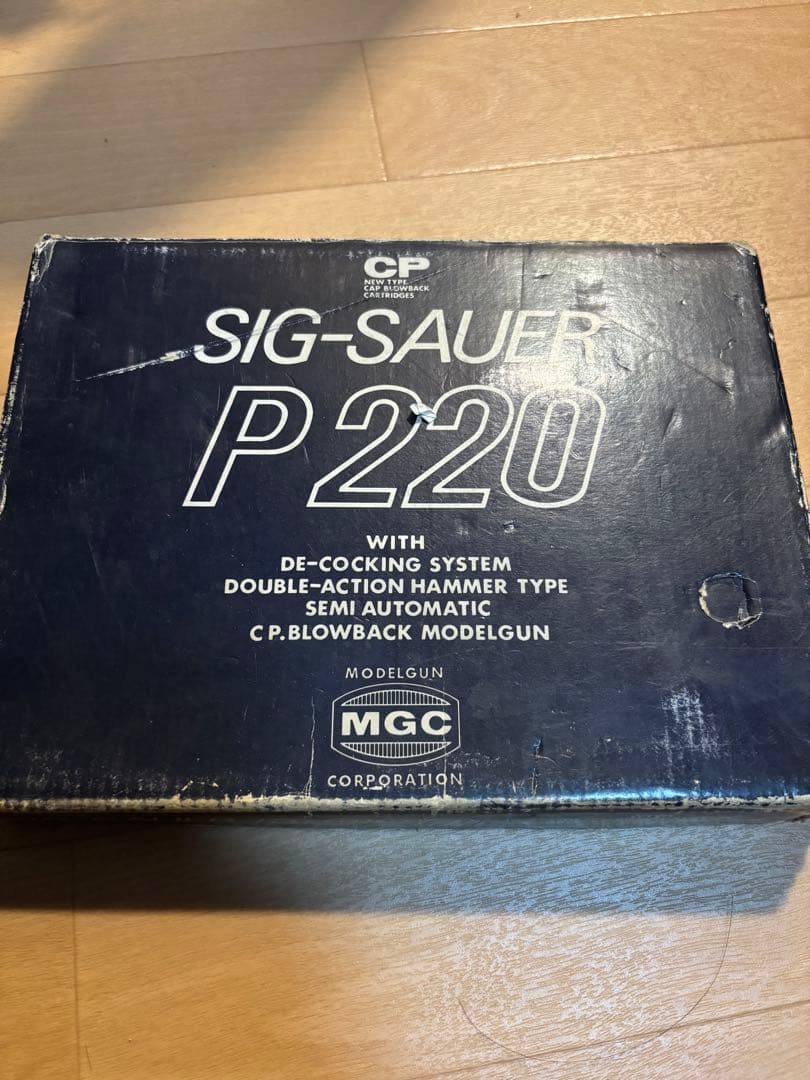 CP
NEW TYPE
CAP BLOWBACK
CARTRIDGES
SIG-SAUER
P220
WITH
DE-COCKING SYSTEM
DOUBLE-ACTION HAMMER TYPE
SEMI AUTOMATIC
CP.BLOWBACK MODELGUN
MODELGUN
MGC
CORPORATION